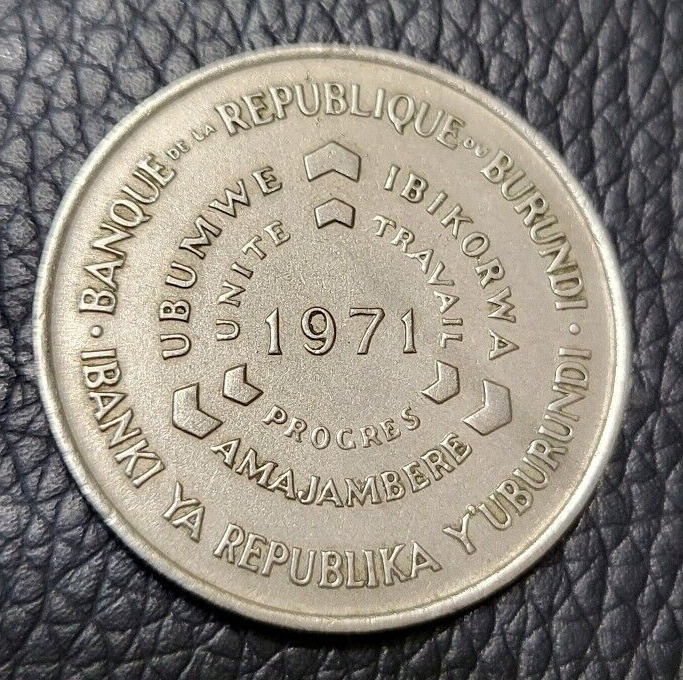 BANQUE DE LA REPUBLIQUE DU BURUNDI
· IBANKI YA REPUBLIKA Y'UBURUNDI ·
UBUMWE IBIKORWA AMAJAMBERE
UNITE TRAVAIL PROGRES
1971